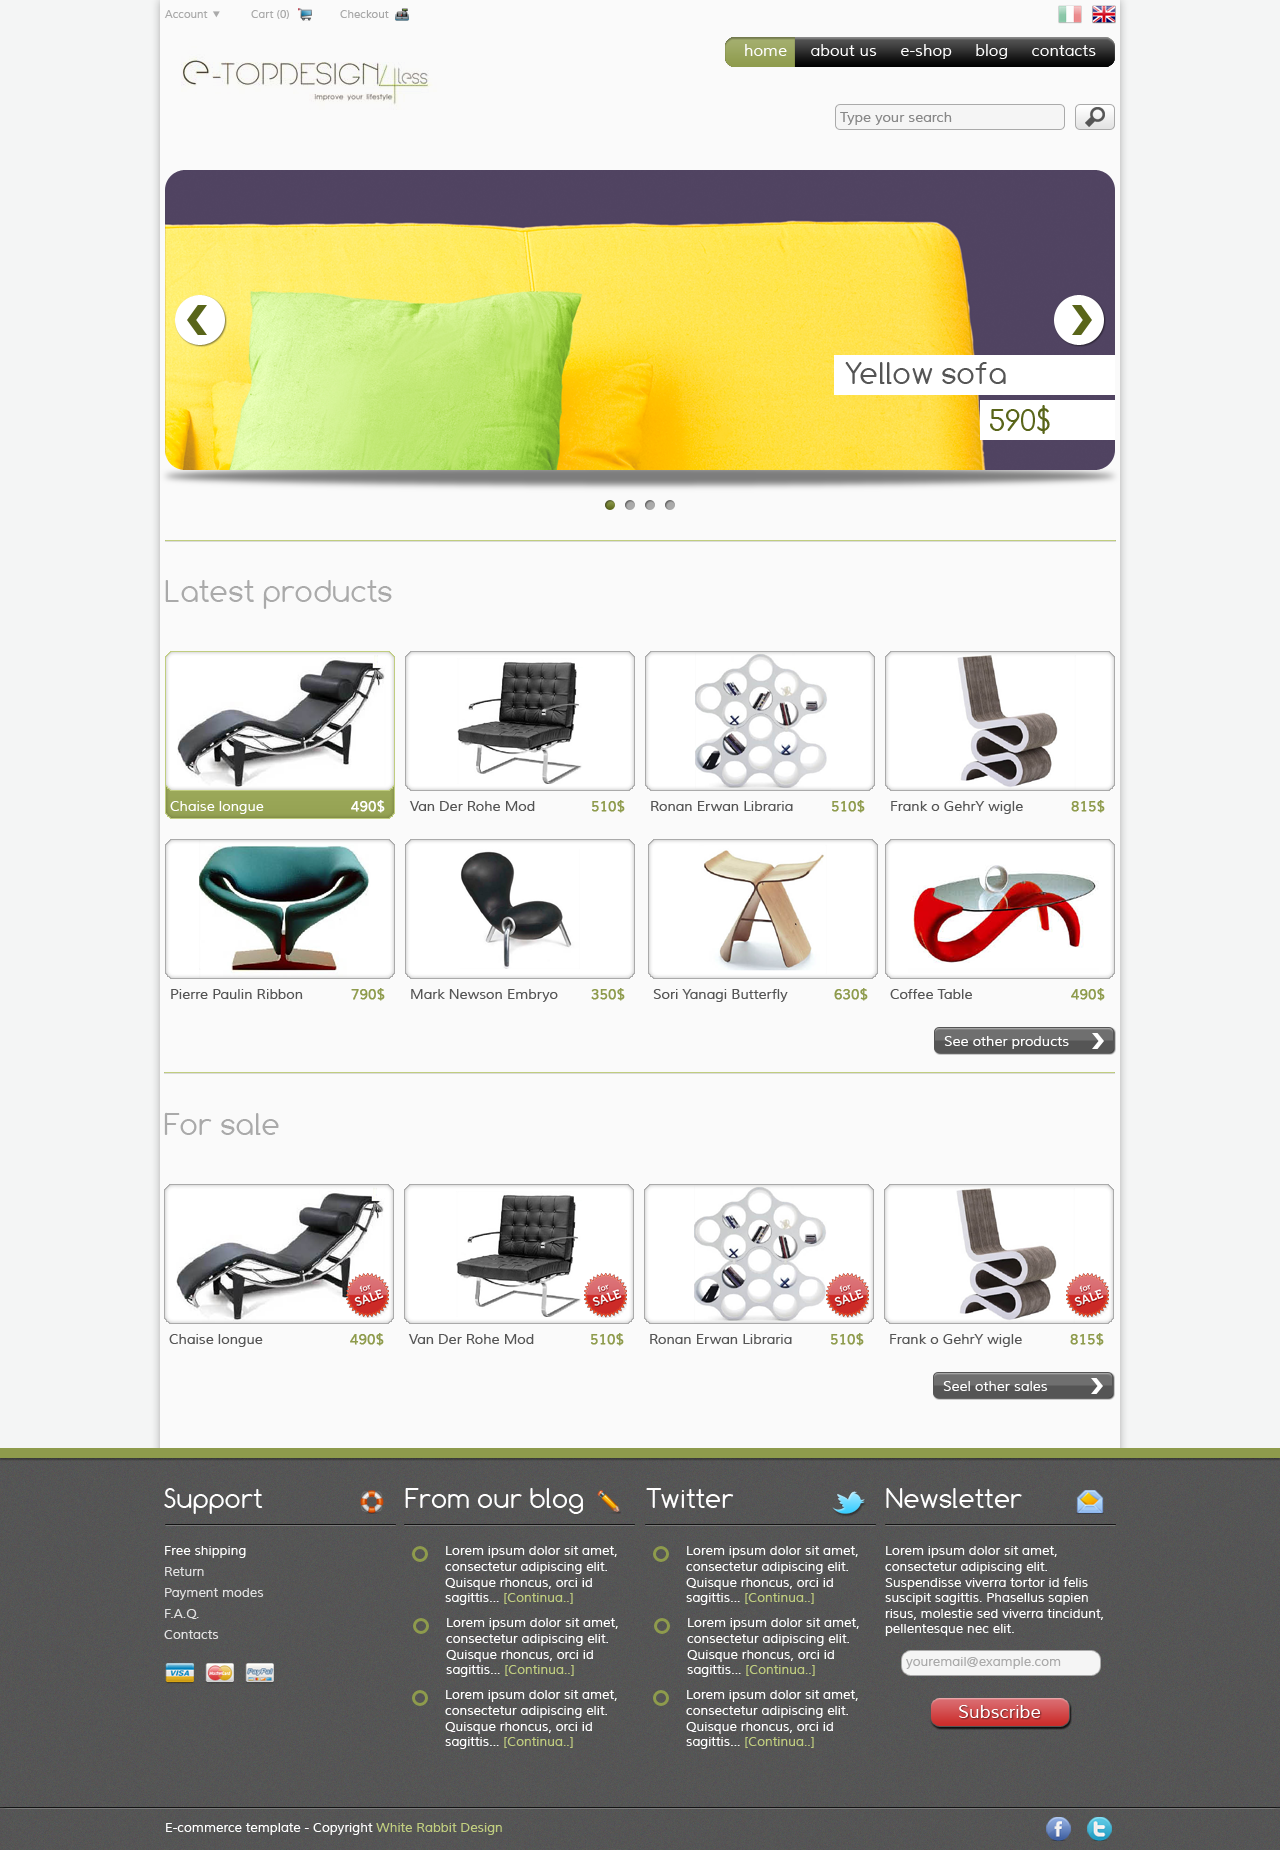 Account ▼ Cart (0) Checkout
home about us e-shop blog contacts
e-TOPDESIGN4less
improve your lifestyle
Type your search
Yellow sofa
590$
Latest products
Chaise longue 490$ Van Der Rohe Mod 510$ Ronan Erwan Libraria 510$ Frank o GehrY wigle 815$
Pierre Paulin Ribbon 790$ Mark Newson Embryo 350$ Sori Yanagi Butterfly 630$ Coffee Table 490$
See other products
For sale
for SALE for SALE for SALE for SALE
Chaise longue 490$ Van Der Rohe Mod 510$ Ronan Erwan Libraria 510$ Frank o GehrY wigle 815$
Seel other sales
Support
Free shipping
Return
Payment modes
F.A.Q.
Contacts
VISA MasterCard PayPal
From our blog
Lorem ipsum dolor sit amet,
consectetur adipiscing elit.
Quisque rhoncus, orci id
sagittis... [Continua..]
Lorem ipsum dolor sit amet,
consectetur adipiscing elit.
Quisque rhoncus, orci id
sagittis... [Continua..]
Lorem ipsum dolor sit amet,
consectetur adipiscing elit.
Quisque rhoncus, orci id
sagittis... [Continua..]
Twitter
Lorem ipsum dolor sit amet,
consectetur adipiscing elit.
Quisque rhoncus, orci id
sagittis... [Continua..]
Lorem ipsum dolor sit amet,
consectetur adipiscing elit.
Quisque rhoncus, orci id
sagittis... [Continua..]
Lorem ipsum dolor sit amet,
consectetur adipiscing elit.
Quisque rhoncus, orci id
sagittis... [Continua..]
Newsletter
Lorem ipsum dolor sit amet,
consectetur adipiscing elit.
Suspendisse viverra tortor id felis
suscipit sagittis. Phasellus sapien
risus, molestie sed viverra tincidunt,
pellentesque nec elit.
youremail@example.com
Subscribe
E-commerce template - Copyright White Rabbit Design